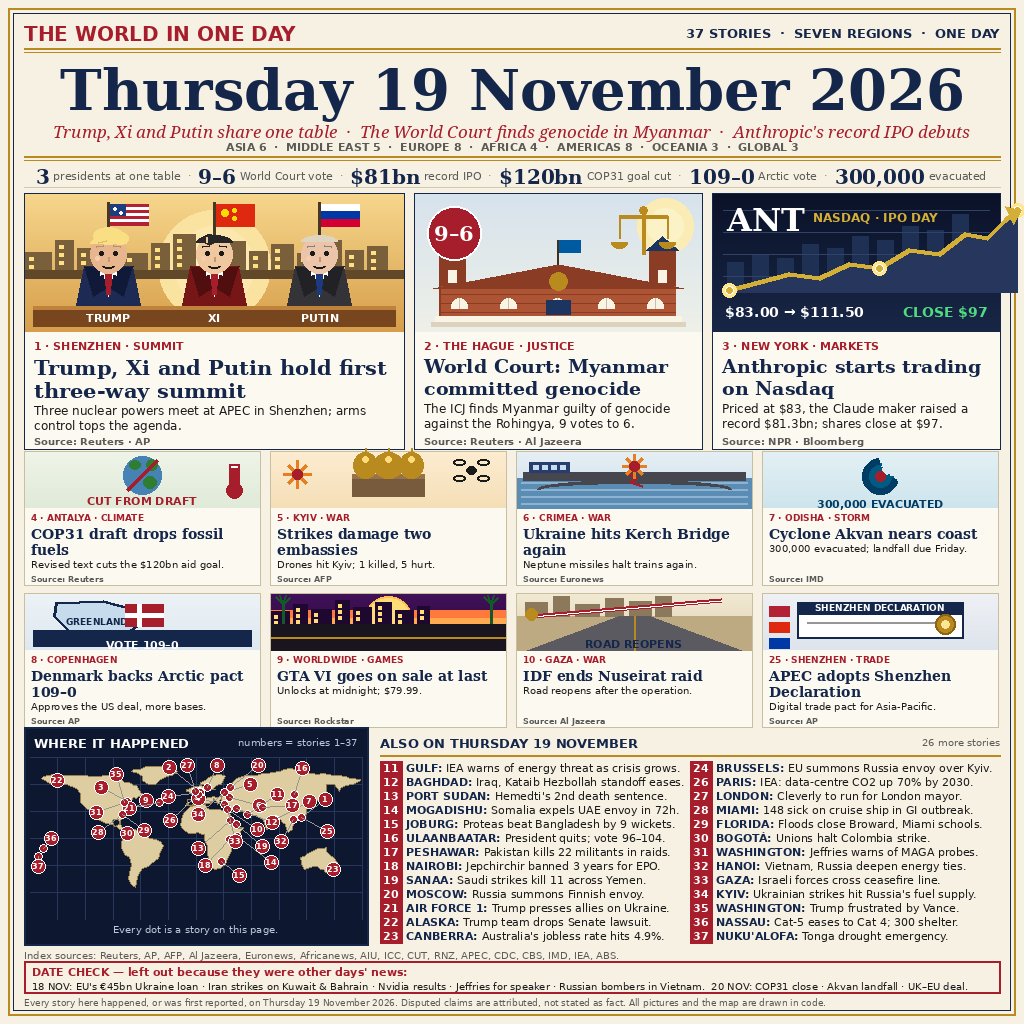 THE WORLD IN ONE DAY
37 STORIES · SEVEN REGIONS · ONE DAY
Thursday 19 November 2026
Trump, Xi and Putin share one table · The World Court finds genocide in Myanmar · Anthropic's record IPO debuts
ASIA 6 · MIDDLE EAST 5 · EUROPE 8 · AFRICA 4 · AMERICAS 8 · OCEANIA 3 · GLOBAL 3
3 presidents at one table · 9–6 World Court vote · $81bn record IPO · $120bn COP31 goal cut · 109–0 Arctic vote · 300,000 evacuated
TRUMP XI PUTIN
1 · SHENZHEN · SUMMIT
Trump, Xi and Putin hold first
three-way summit
Three nuclear powers meet at APEC in Shenzhen; arms
control tops the agenda.
Source: Reuters · AP
9–6
2 · THE HAGUE · JUSTICE
World Court: Myanmar
committed genocide
The ICJ finds Myanmar guilty of genocide
against the Rohingya, 9 votes to 6.
Source: Reuters · Al Jazeera
ANT NASDAQ · IPO DAY
$83.00 → $111.50 CLOSE $97
3 · NEW YORK · MARKETS
Anthropic starts trading
on Nasdaq
Priced at $83, the Claude maker raised a
record $81.3bn; shares close at $97.
Source: NPR · Bloomberg
CUT FROM DRAFT
4 · ANTALYA · CLIMATE
COP31 draft drops fossil
fuels
Revised text cuts the $120bn aid goal.
Source: Reuters
5 · KYIV · WAR
Strikes damage two
embassies
Drones hit Kyiv; 1 killed, 5 hurt.
Source: AFP
6 · CRIMEA · WAR
Ukraine hits Kerch Bridge
again
Neptune missiles halt trains again.
Source: Euronews
300,000 EVACUATED
7 · ODISHA · STORM
Cyclone Akvan nears coast
300,000 evacuated; landfall due Friday.
Source: IMD
GREENLAND
VOTE 109–0
8 · COPENHAGEN
Denmark backs Arctic pact
109–0
Approves the US deal, more bases.
Source: AP
9 · WORLDWIDE · GAMES
GTA VI goes on sale at last
Unlocks at midnight; $79.99.
Source: Rockstar
ROAD REOPENS
10 · GAZA · WAR
IDF ends Nuseirat raid
Road reopens after the operation.
Source: Al Jazeera
SHENZHEN DECLARATION
25 · SHENZHEN · TRADE
APEC adopts Shenzhen
Declaration
Digital trade pact for Asia-Pacific.
Source: AP
WHERE IT HAPPENED numbers = stories 1–37
Every dot is a story on this page.
ALSO ON THURSDAY 19 NOVEMBER 26 more stories
11 GULF: IEA warns of energy threat as crisis grows.
12 BAGHDAD: Iraq, Kataib Hezbollah standoff eases.
13 PORT SUDAN: Hemedti's 2nd death sentence.
14 MOGADISHU: Somalia expels UAE envoy in 72h.
15 JOBURG: Proteas beat Bangladesh by 9 wickets.
16 ULAANBAATAR: President quits; vote 96–104.
17 PESHAWAR: Pakistan kills 22 militants in raids.
18 NAIROBI: Jepchirchir banned 3 years for EPO.
19 SANAA: Saudi strikes kill 11 across Yemen.
20 MOSCOW: Russia summons Finnish envoy.
21 AIR FORCE 1: Trump presses allies on Ukraine.
22 ALASKA: Trump team drops Senate lawsuit.
23 CANBERRA: Australia's jobless rate hits 4.9%.
24 BRUSSELS: EU summons Russia envoy over Kyiv.
26 PARIS: IEA: data-centre CO2 up 70% by 2030.
27 LONDON: Cleverly to run for London mayor.
28 MIAMI: 148 sick on cruise ship in GI outbreak.
29 FLORIDA: Floods close Broward, Miami schools.
30 BOGOTÁ: Unions halt Colombia strike.
31 WASHINGTON: Jeffries warns of MAGA probes.
32 HANOI: Vietnam, Russia deepen energy ties.
33 GAZA: Israeli forces cross ceasefire line.
34 KYIV: Ukrainian strikes hit Russia's fuel supply.
35 WASHINGTON: Trump frustrated by Vance.
36 NASSAU: Cat-5 eases to Cat 4; 300 shelter.
37 NUKU'ALOFA: Tonga drought emergency.
Index sources: Reuters, AP, AFP, Al Jazeera, Euronews, Africanews, AIU, ICC, CUT, RNZ, APEC, CDC, CBS, IMD, IEA, ABS.
DATE CHECK — left out because they were other days' news:
18 NOV: EU's €45bn Ukraine loan · Iran strikes on Kuwait & Bahrain · Nvidia results · Jeffries for speaker · Russian bombers in Vietnam. 20 NOV: COP31 close · Akvan landfall · UK–EU deal.
Every story here happened, or was first reported, on Thursday 19 November 2026. Disputed claims are attributed, not stated as fact. All pictures and the map are drawn in code.